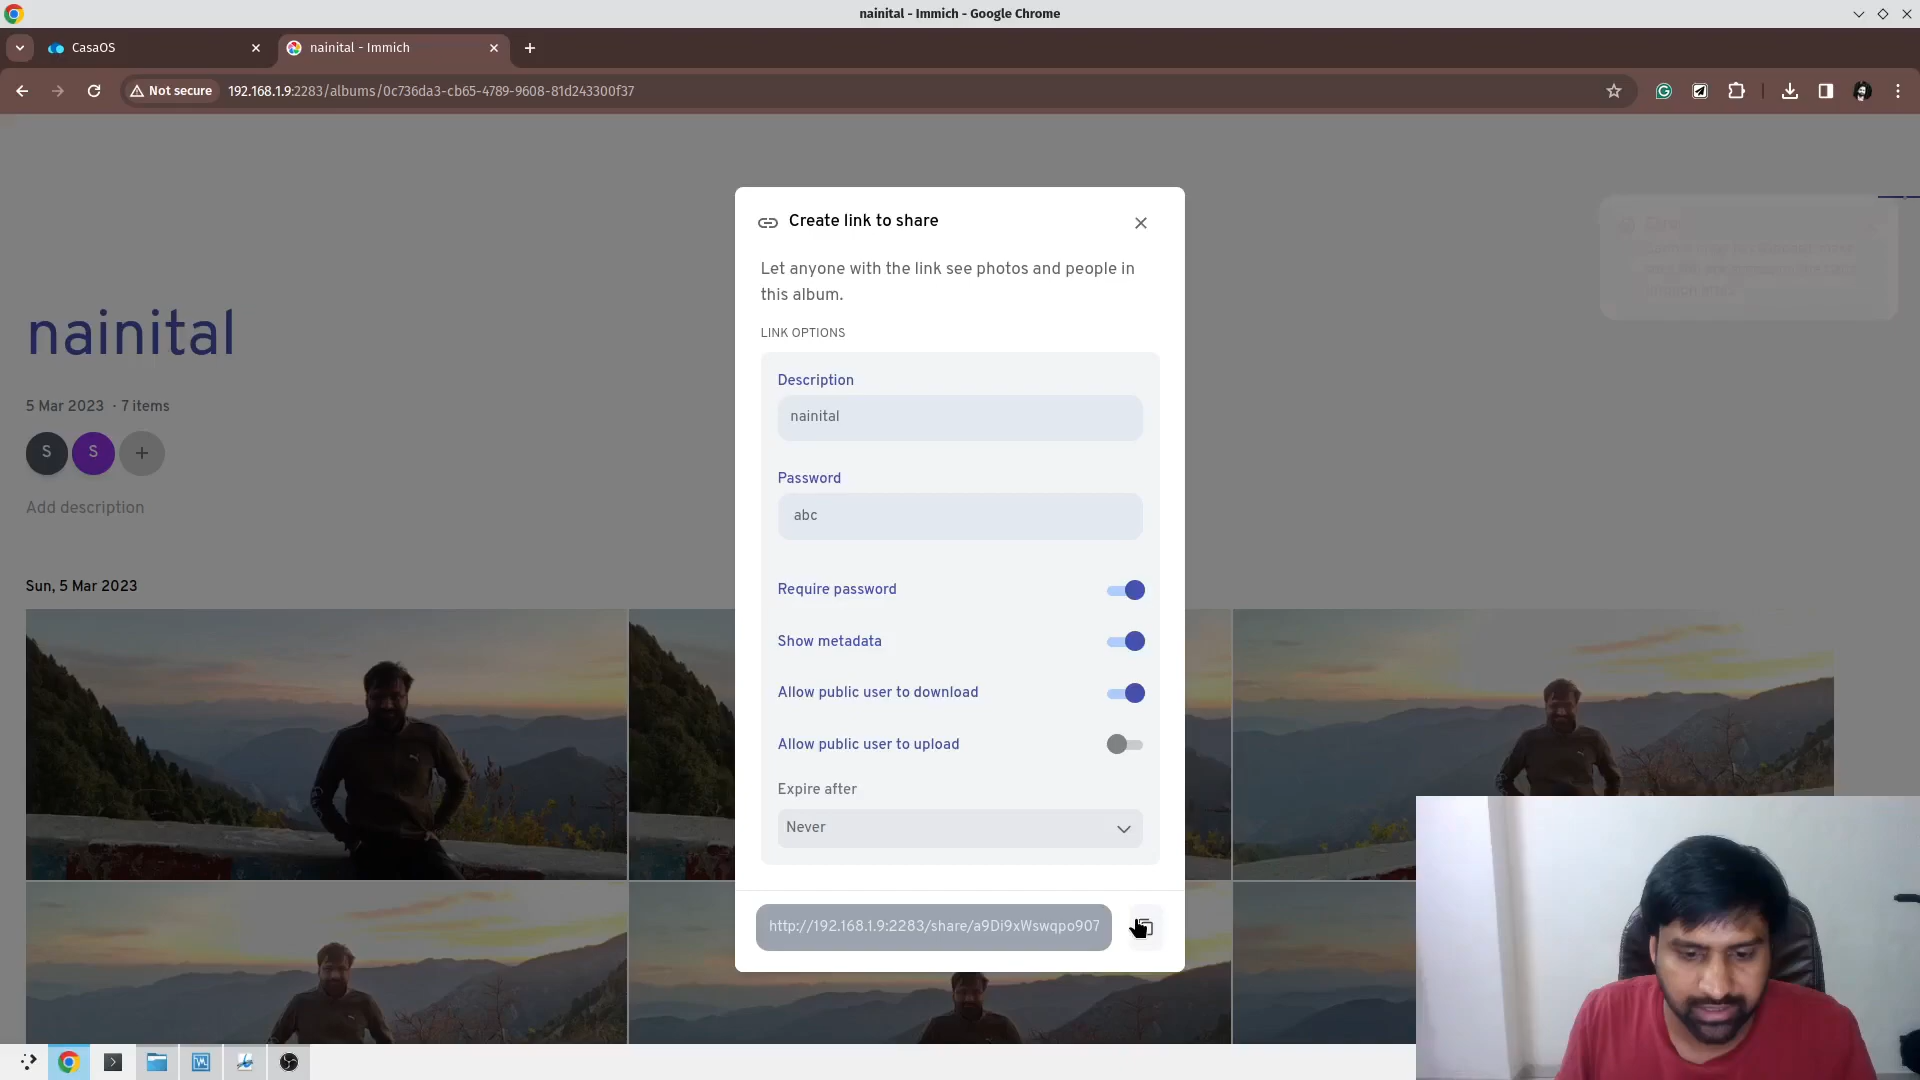 nainital - Immich - Google Chrome
CasaOS
nainital - Immich
Not secure
192.168.1.9:2283/albums/0c736da3-cb65-4789-9608-81d243300f37
Create link to share
Let anyone with the link see photos and people in
this album.
LINK OPTIONS
Description
nainital
Password
abc
Require password
Show metadata
Allow public user to download
Allow public user to upload
Expire after
Never
http://192.168.1.9:2283/share/a9Di9xWswqpo907
nainital
5 Mar 2023 · 7 items
S
S
Add description
Sun, 5 Mar 2023